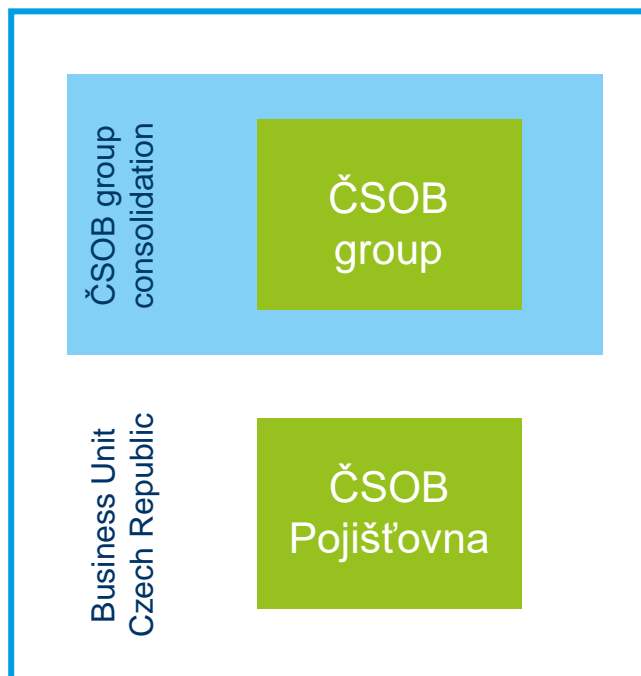 ČSOB group
consolidation
ČSOB
group
Business Unit
Czech Republic
ČSOB
Pojišťovna